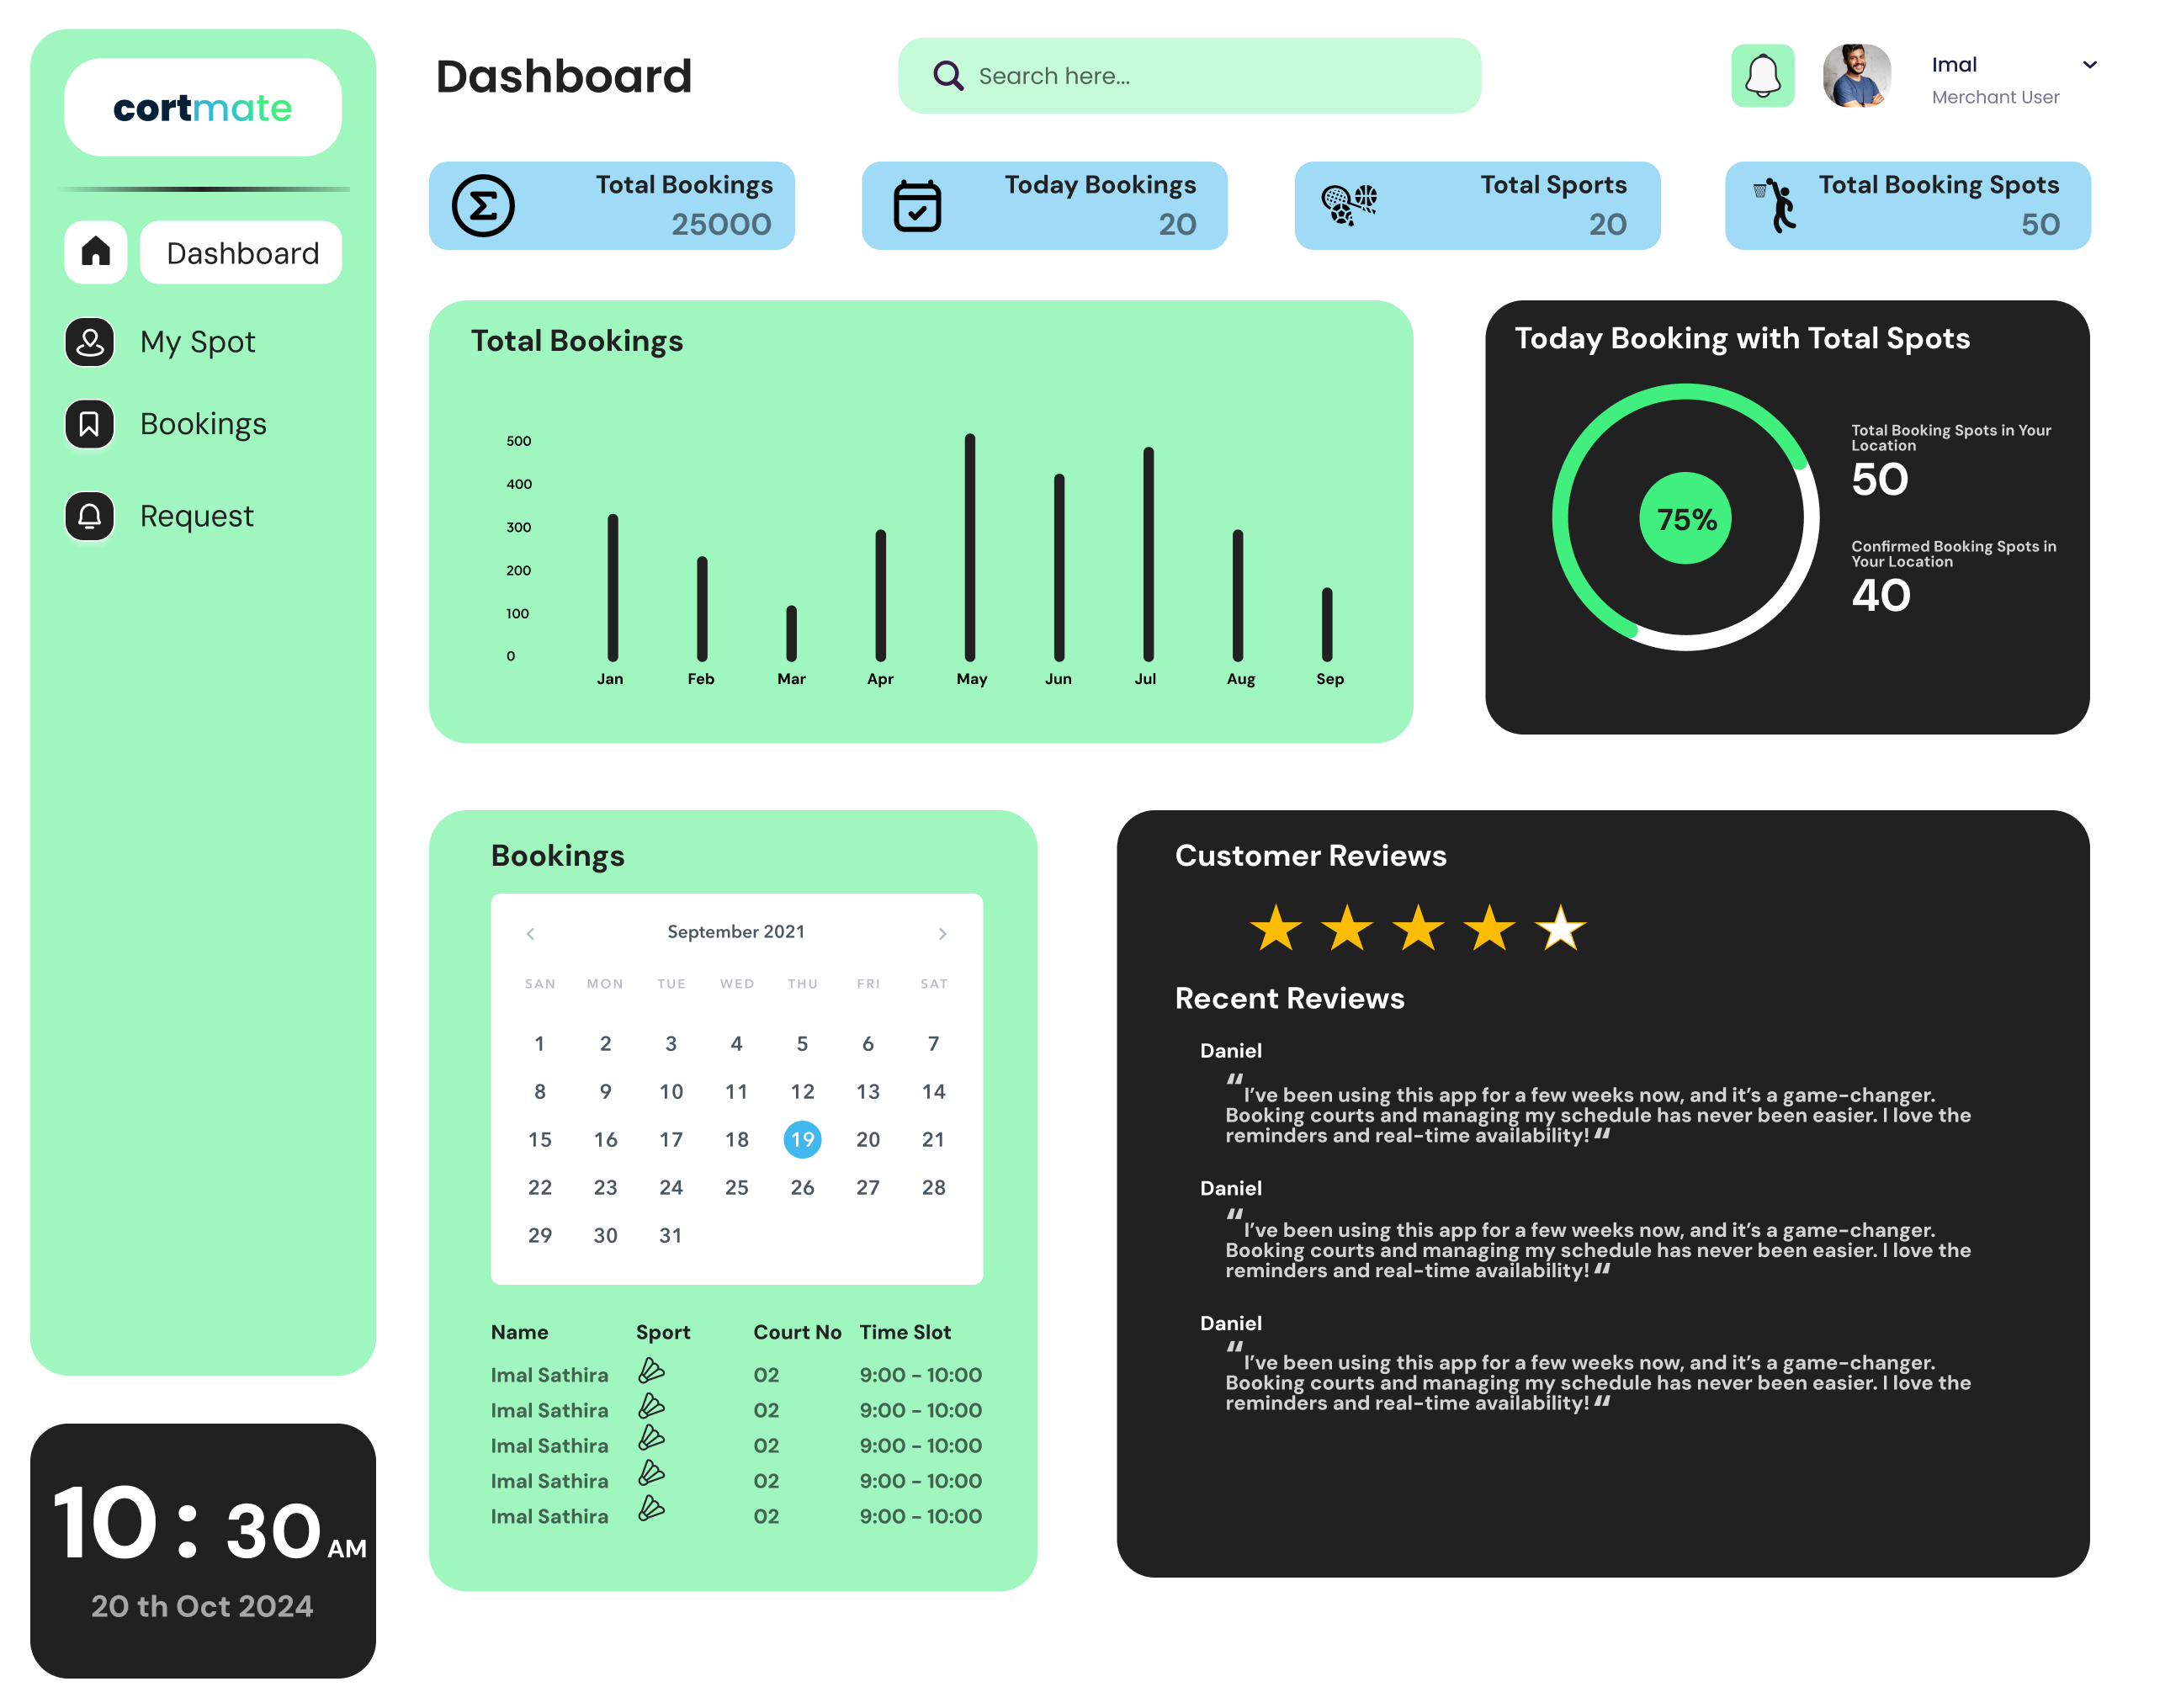 cortmate
Dashboard
My Spot
Bookings
Request
10 : 30 AM
20 th Oct 2024
Dashboard
Search here...
Imal
Merchant User
Total Bookings
25000
Today Bookings
20
Total Sports
20
Total Booking Spots
50
Total Bookings
500
400
300
200
100
0
Jan Feb Mar Apr May Jun Jul Aug Sep
Today Booking with Total Spots
75%
Total Booking Spots in Your
Location
50
Confirmed Booking Spots in
Your Location
40
Bookings
September 2021
SAN MON TUE WED THU FRI SAT
1 2 3 4 5 6 7
8 9 10 11 12 13 14
15 16 17 18 19 20 21
22 23 24 25 26 27 28
29 30 31
Name Sport Court No Time Slot
Imal Sathira 02 9:00 - 10:00
Imal Sathira 02 9:00 - 10:00
Imal Sathira 02 9:00 - 10:00
Imal Sathira 02 9:00 - 10:00
Imal Sathira 02 9:00 - 10:00
Customer Reviews
Recent Reviews
Daniel
“I’ve been using this app for a few weeks now, and it’s a game-changer.
Booking courts and managing my schedule has never been easier. I love the
reminders and real-time availability! “
Daniel
“I’ve been using this app for a few weeks now, and it’s a game-changer.
Booking courts and managing my schedule has never been easier. I love the
reminders and real-time availability! “
Daniel
“I’ve been using this app for a few weeks now, and it’s a game-changer.
Booking courts and managing my schedule has never been easier. I love the
reminders and real-time availability! “